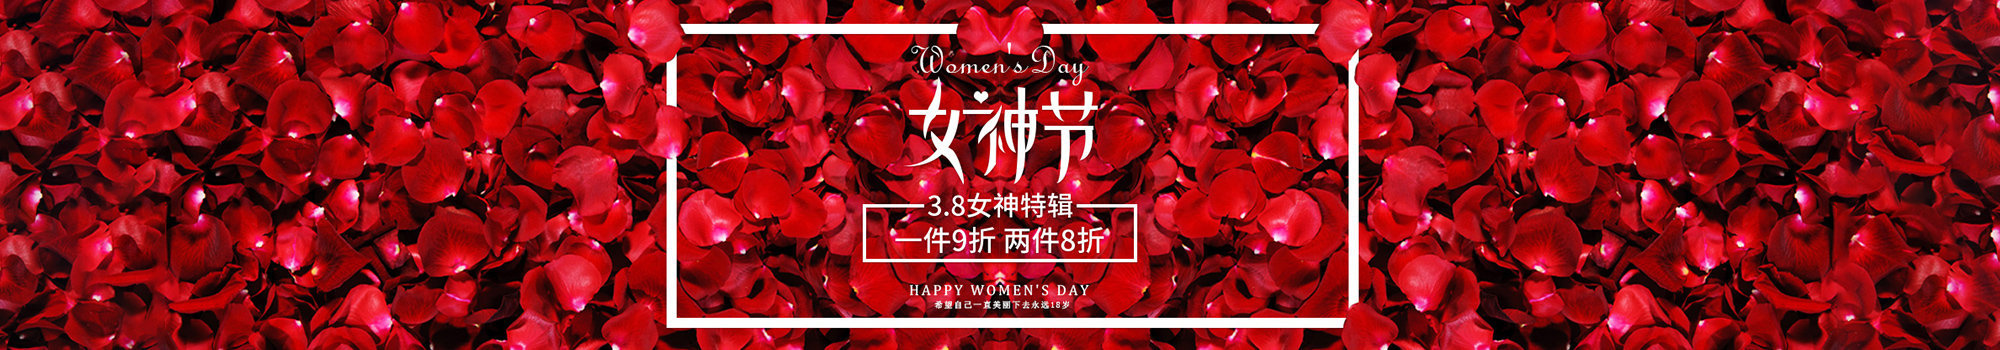 Women's Day
女神节
3.8女神特辑
一件9折 两件8折
HAPPY WOMEN'S DAY
希望自己一直美丽下去永远18岁